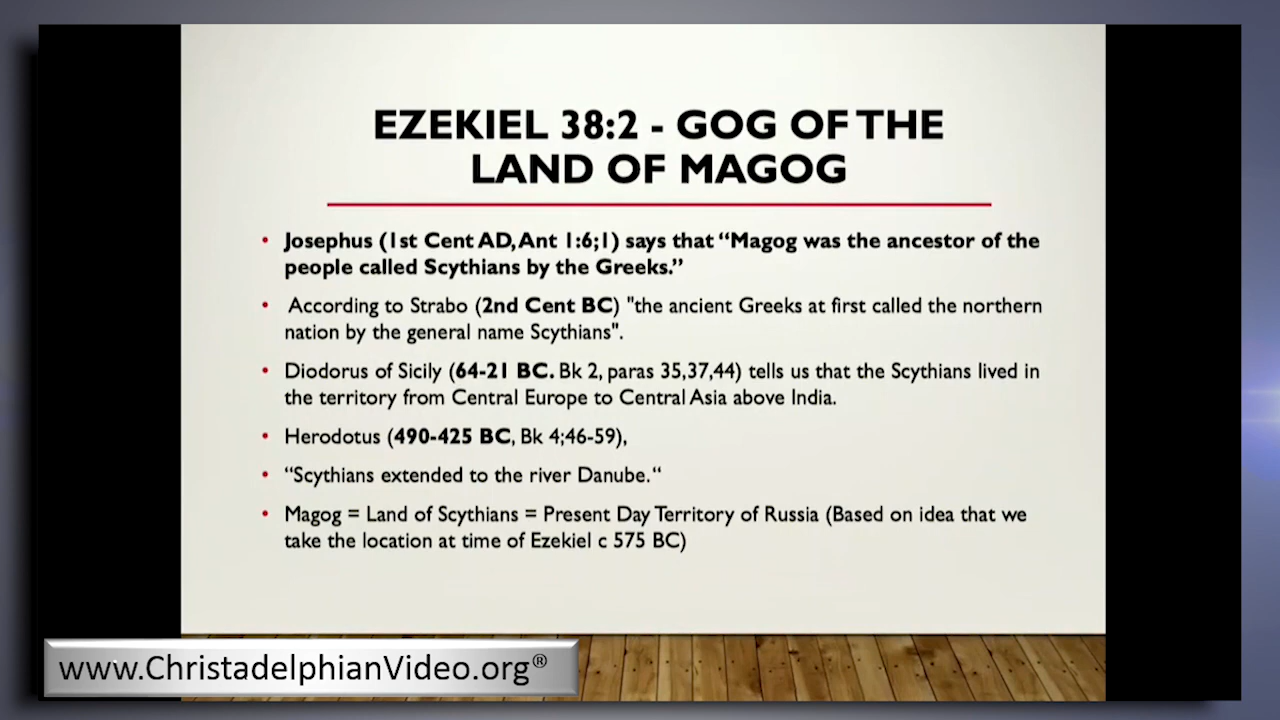 EZEKIEL 38:2 - GOG OF THE
LAND OF MAGOG
• Josephus (1st Cent AD, Ant 1:6;1) says that “Magog was the ancestor of the
people called Scythians by the Greeks.”
• According to Strabo (2nd Cent BC) "the ancient Greeks at first called the northern
nation by the general name Scythians".
• Diodorus of Sicily (64-21 BC. Bk 2, paras 35,37,44) tells us that the Scythians lived in
the territory from Central Europe to Central Asia above India.
• Herodotus (490-425 BC, Bk 4;46-59),
• “Scythians extended to the river Danube.“
• Magog = Land of Scythians = Present Day Territory of Russia (Based on idea that we
take the location at time of Ezekiel c 575 BC)
www.ChristadelphianVideo.org®